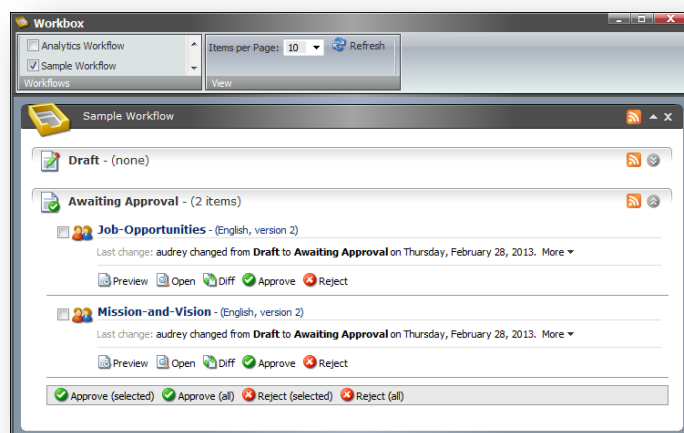 Workbox
Analytics Workflow
Sample Workflow
Workflows
Items per Page: 10 Refresh
View
Sample Workflow
Draft - (none)
Awaiting Approval - (2 items)
Job-Opportunities - (English, version 2)
Last change: audrey changed from Draft to Awaiting Approval on Thursday, February 28, 2013. More
Preview Open Diff Approve Reject
Mission-and-Vision - (English, version 2)
Last change: audrey changed from Draft to Awaiting Approval on Thursday, February 28, 2013. More
Preview Open Diff Approve Reject
Approve (selected) Approve (all) Reject (selected) Reject (all)